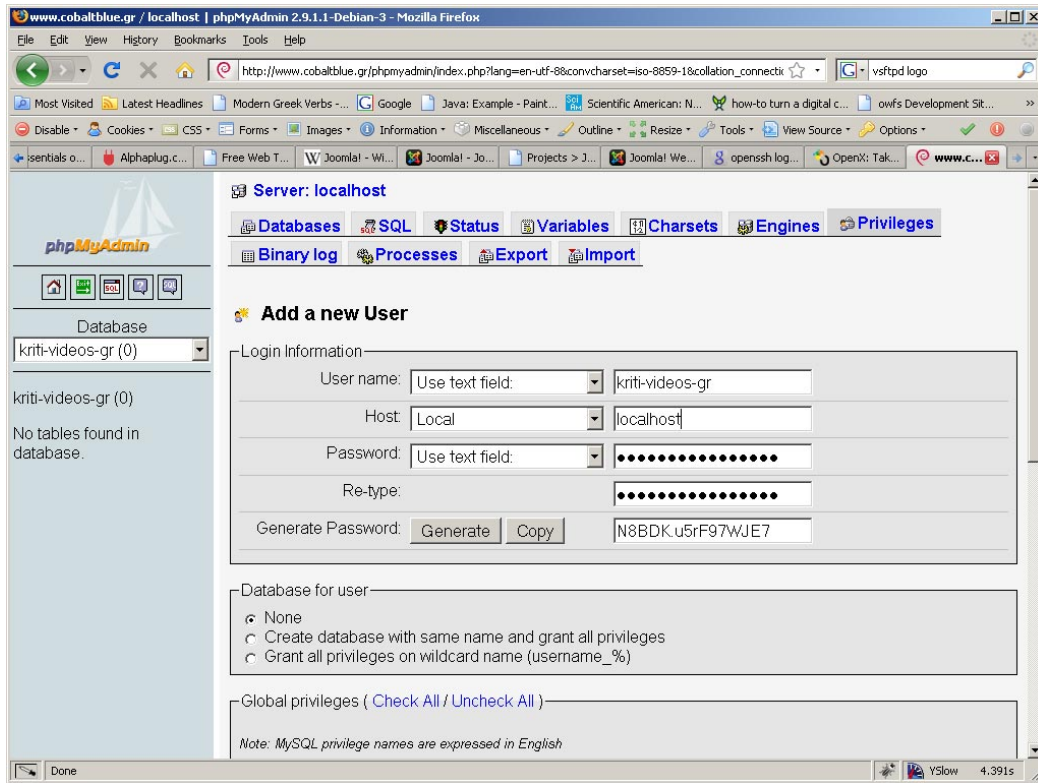 www.cobaltblue.gr / localhost | phpMyAdmin 2.9.1.1-Debian-3 - Mozilla Firefox
File Edit View History Bookmarks Tools Help
http://www.cobaltblue.gr/phpmyadmin/index.php?lang=en-utf-8&convcharset=iso-8859-1&collation_connectic vsftpd logo
Most Visited Latest Headlines Modern Greek Verbs -... Google Java: Example - Paint... Scientific American: N... how-to turn a digital c... owfs Development Sit... »
Disable Cookies CSS Forms Images Information Miscellaneous Outline Resize Tools View Source Options
isentials o... Alphaplug.c... Free Web T... Joomla! - Wi... Joomla! - Jo... Projects > J... Joomla! We... openssh log... OpenX: Tak... www.c...
phpMyAdmin
Database
kriti-videos-gr (0)
kriti-videos-gr (0)
No tables found in
database.
Server: localhost
Databases SQL Status Variables Charsets Engines Privileges
Binary log Processes Export Import
Add a new User
Login Information
User name: Use text field: kriti-videos-gr
Host: Local localhost
Password: Use text field: ●●●●●●●●●●●●●●●●
Re-type: ●●●●●●●●●●●●●●●●
Generate Password: Generate Copy N8BDK.u5rF97WJE7
Database for user
None
Create database with same name and grant all privileges
Grant all privileges on wildcard name (username_%)
Global privileges ( Check All / Uncheck All )
Note: MySQL privilege names are expressed in English
Done YSlow 4.391s